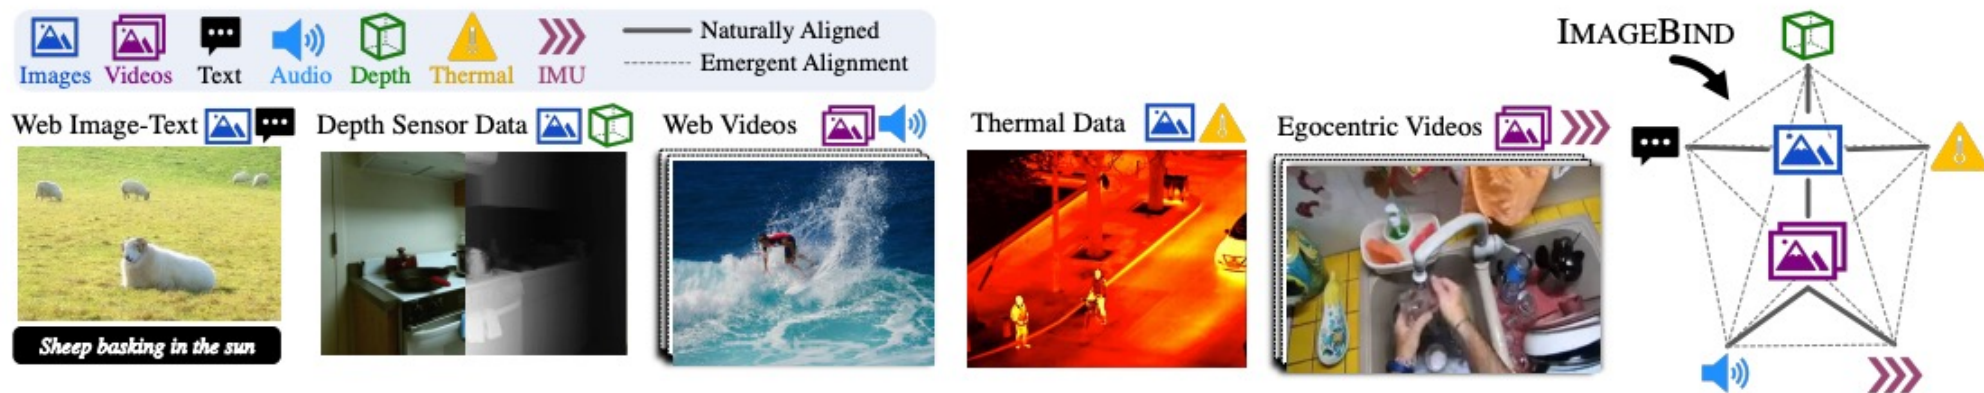 Images Videos Text Audio Depth Thermal IMU
Naturally Aligned
Emergent Alignment
IMAGEBIND
Web Image-Text
Depth Sensor Data
Web Videos
Thermal Data
Egocentric Videos
Sheep basking in the sun